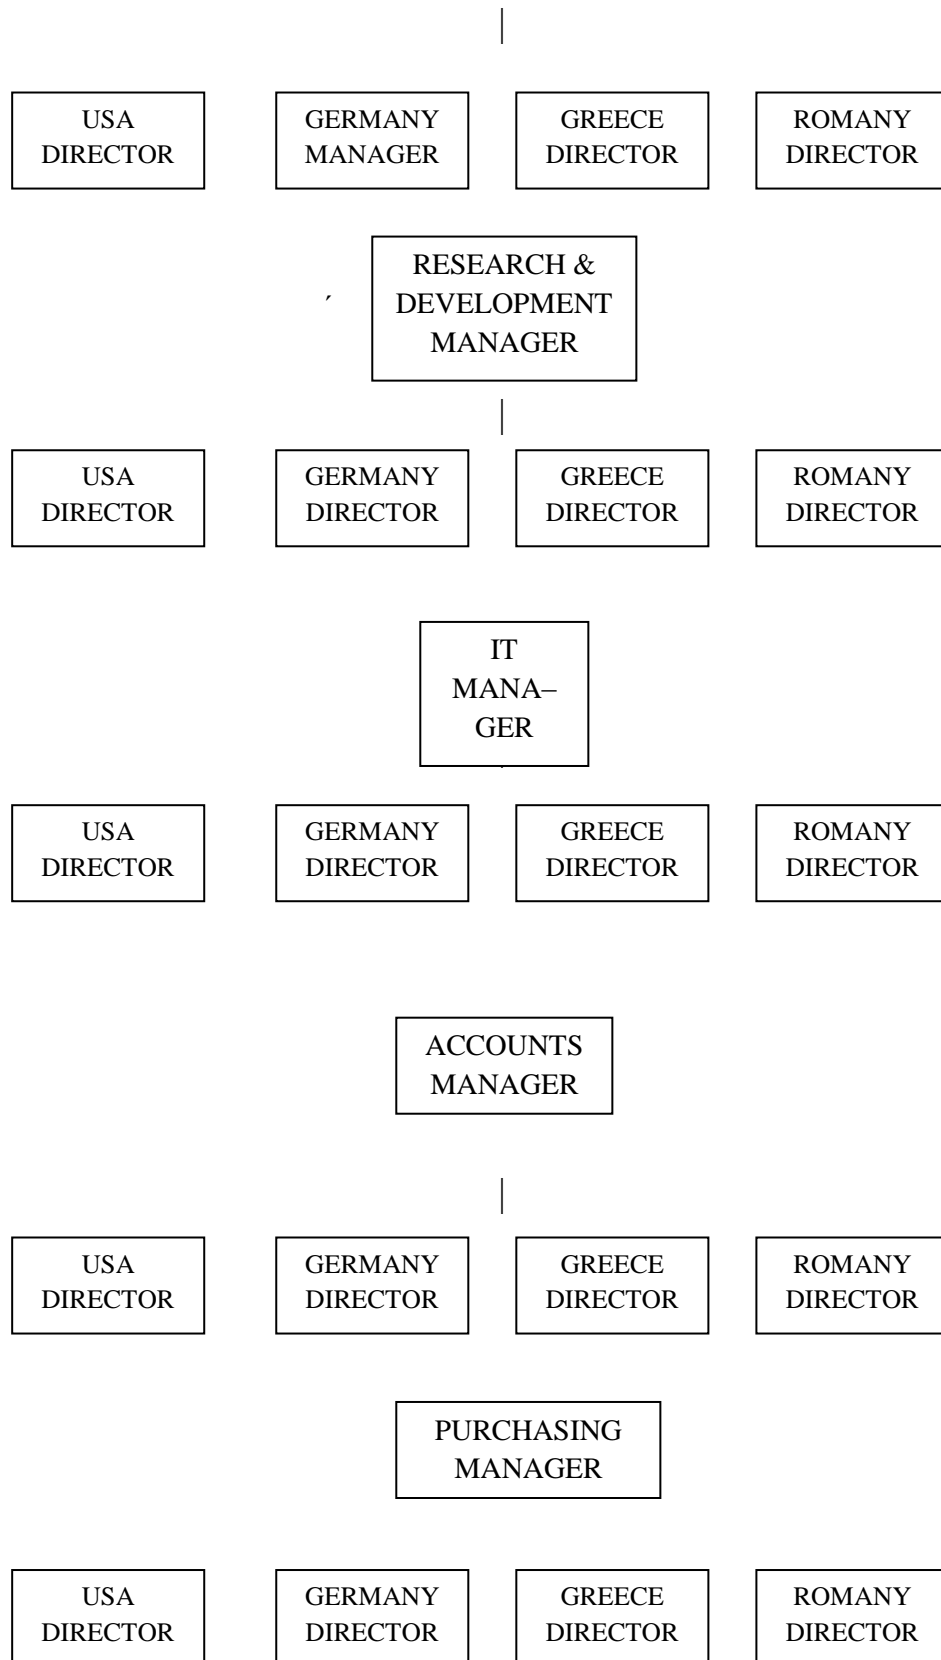 USA
DIRECTOR
GERMANY
MANAGER
GREECE
DIRECTOR
ROMANY
DIRECTOR
RESEARCH &
DEVELOPMENT
MANAGER
USA
DIRECTOR
GERMANY
DIRECTOR
GREECE
DIRECTOR
ROMANY
DIRECTOR
IT
MANA–
GER
USA
DIRECTOR
GERMANY
DIRECTOR
GREECE
DIRECTOR
ROMANY
DIRECTOR
ACCOUNTS
MANAGER
USA
DIRECTOR
GERMANY
DIRECTOR
GREECE
DIRECTOR
ROMANY
DIRECTOR
PURCHASING
MANAGER
USA
DIRECTOR
GERMANY
DIRECTOR
GREECE
DIRECTOR
ROMANY
DIRECTOR